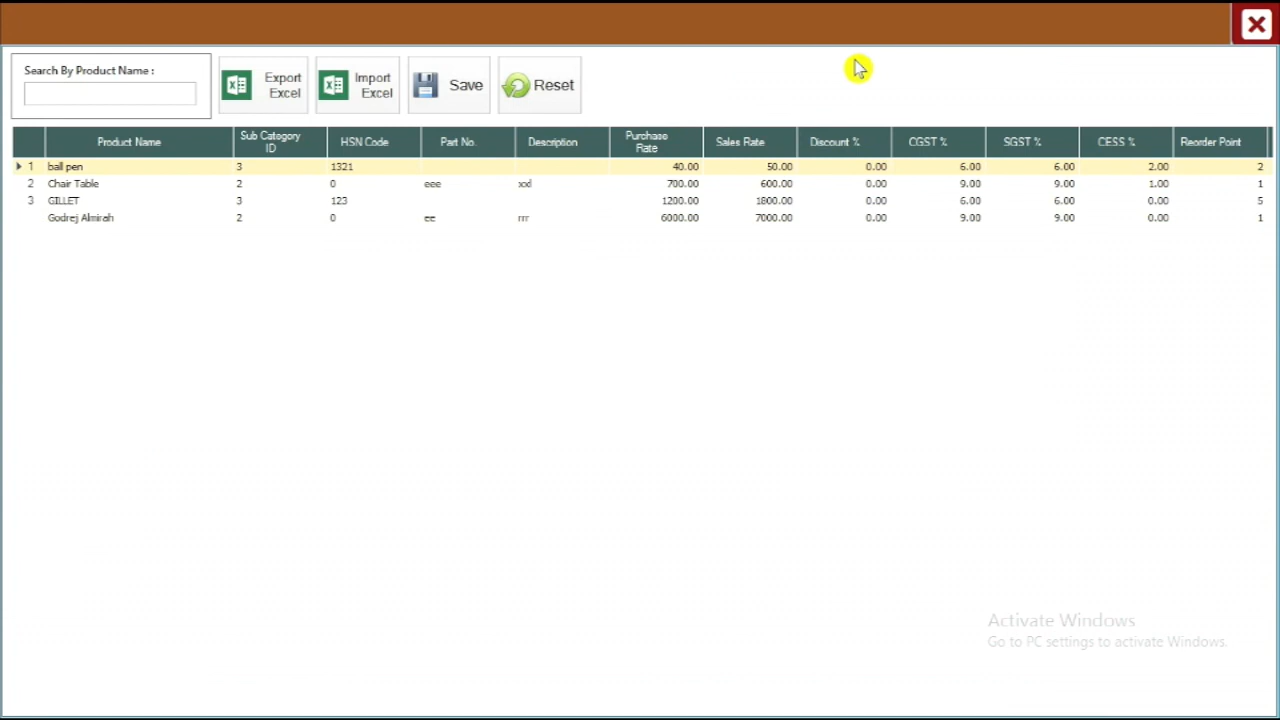 Search By Product Name :
Export Excel
Import Excel
Save
Reset
Product Name Sub Category ID HSN Code Part No. Description Purchase Rate Sales Rate Discount % CGST % SGST % CESS % Reorder Point
1 ball pen 3 1321 40.00 50.00 0.00 6.00 6.00 2.00 2
2 Chair Table 2 0 eee xxd 700.00 600.00 0.00 9.00 9.00 1.00 1
3 GILLET 3 123 1200.00 1800.00 0.00 6.00 6.00 0.00 5
Godrej Almirah 2 0 ee rrr 6000.00 7000.00 0.00 9.00 9.00 0.00 1
Activate Windows
Go to PC settings to activate Windows.